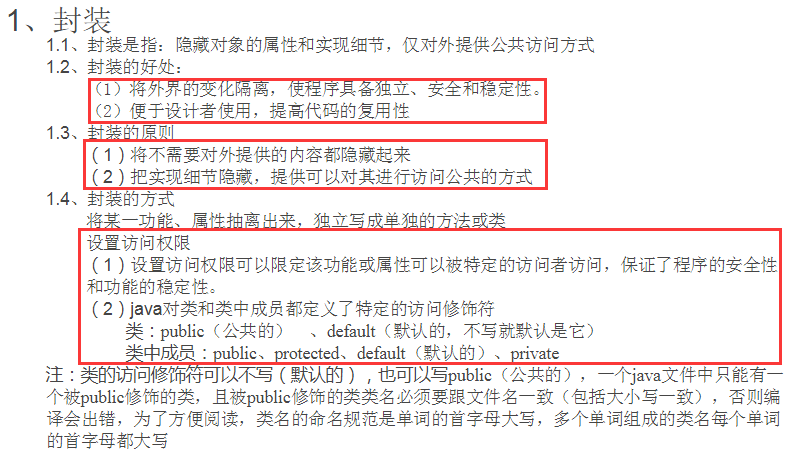 1、封装
1.1、封装是指：隐藏对象的属性和实现细节，仅对外提供公共访问方式
1.2、封装的好处：
（1）将外界的变化隔离，使程序具备独立、安全和稳定性。
（2）便于设计者使用，提高代码的复用性
1.3、封装的原则
（1）将不需要对外提供的内容都隐藏起来
（2）把实现细节隐藏，提供可以对其进行访问公共的方式
1.4、封装的方式
将某一功能、属性抽离出来，独立写成单独的方法或类
设置访问权限
（1）设置访问权限可以限定该功能或属性可以被特定的访问者访问，保证了程序的安全性
和功能的稳定性。
（2）java对类和类中成员都定义了特定的访问修饰符
类：public（公共的） 、default（默认的，不写就默认是它）
类中成员：public、protected、default（默认的）、private
注：类的访问修饰符可以不写（默认的），也可以写public（公共的），一个java文件中只能有一
个被public修饰的类，且被public修饰的类类名必须要跟文件名一致（包括大小写一致），否则编
译会出错，为了方便阅读，类名的命名规范是单词的首字母大写，多个单词组成的类名每个单词
的首字母都大写